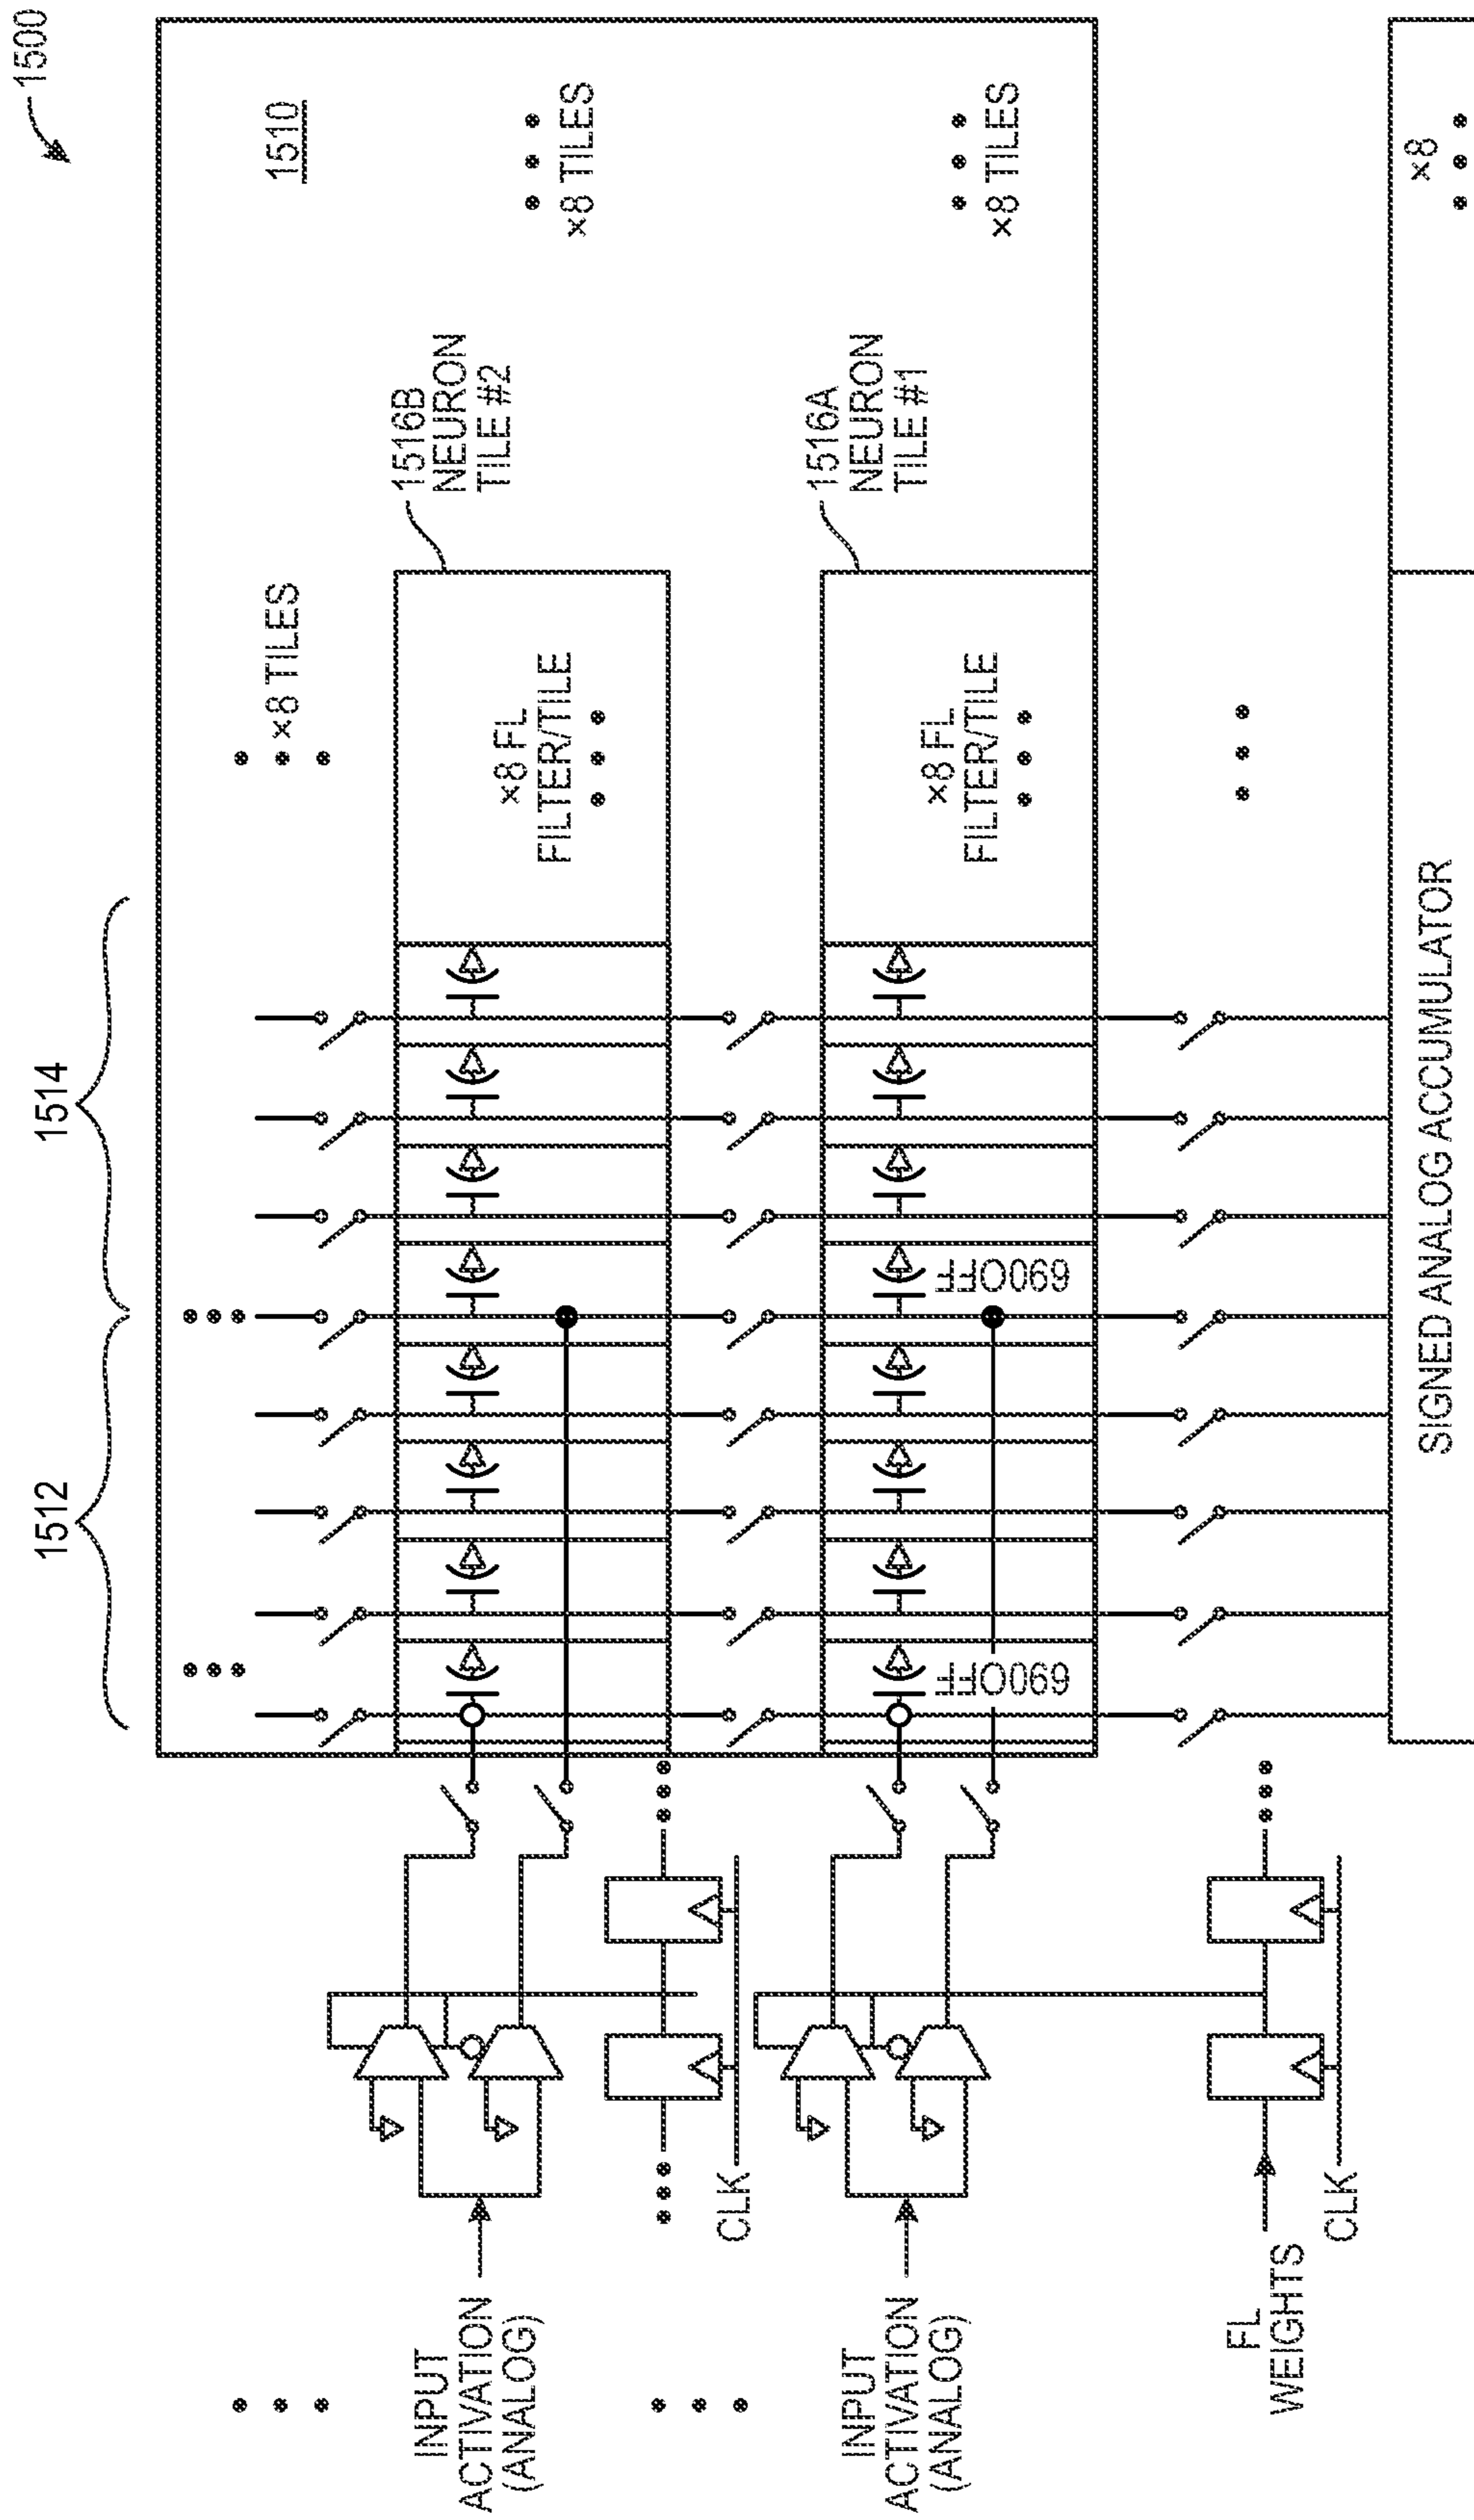 1500
1510
1512
1514
×8 TILES
1516B
NEURON
TILE #2
×8 FL
FILTER/TILE
×8 TILES
INPUT
ACTIVATION
(ANALOG)
CLK
1516A
NEURON
TILE #1
×8 FL
FILTER/TILE
×8 TILES
690OFF
690OFF
INPUT
ACTIVATION
(ANALOG)
FL
WEIGHTS
CLK
SIGNED ANALOG ACCUMULATOR
×8